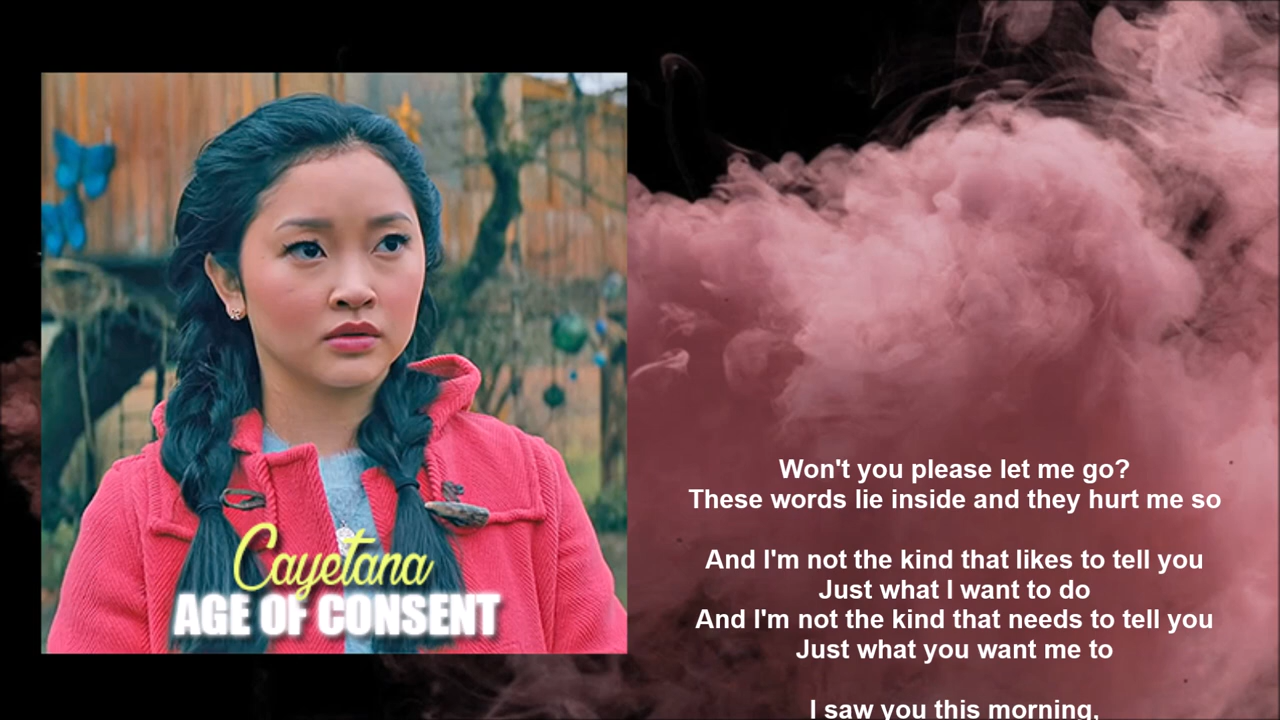 Cayetana
AGE OF CONSENT
Won't you please let me go?
These words lie inside and they hurt me so
And I'm not the kind that likes to tell you
Just what I want to do
And I'm not the kind that needs to tell you
Just what you want me to
I saw you this morning,